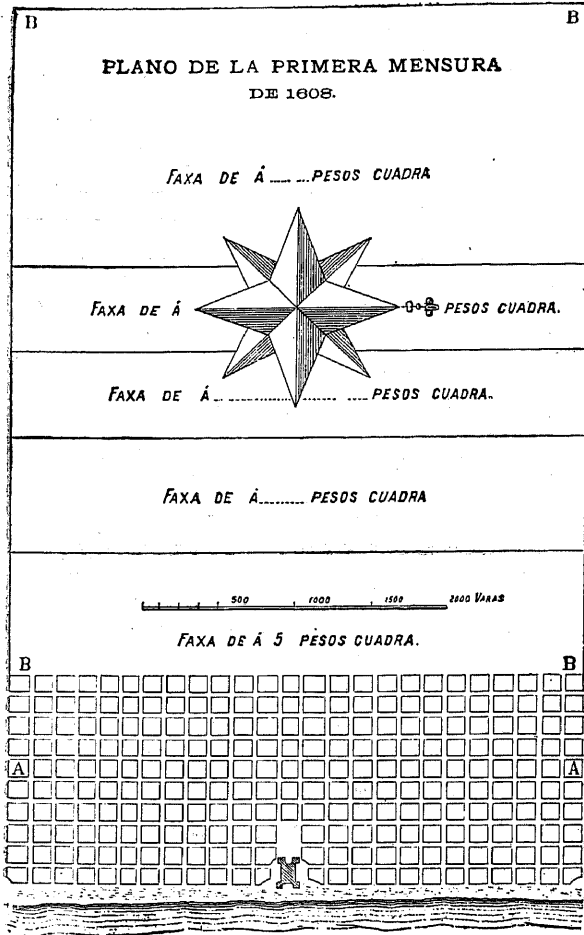 B B
PLANO DE LA PRIMERA MENSURA
DE 1608.
FAXA DE Á ...... PESOS CUADRA
FAXA DE Á PESOS CUADRA.
FAXA DE Á ...................... PESOS CUADRA.
FAXA DE Á ......... PESOS CUADRA
500 1000 1500 2000 VARAS
FAXA DE Á 5 PESOS CUADRA.
B B
A A